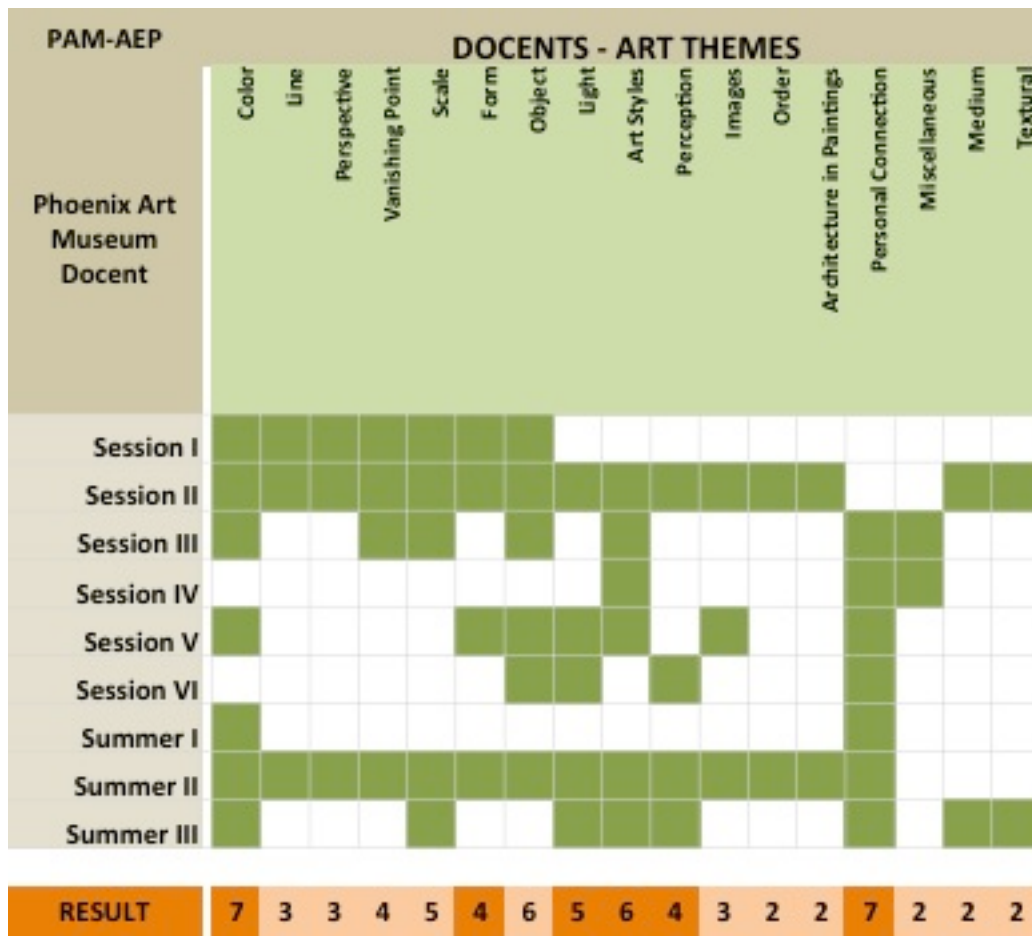 PAM-AEP
DOCENTS - ART THEMES
Phoenix Art
Museum
Docent
Color
Line
Perspective
Vanishing Point
Scale
Form
Object
Light
Art Styles
Perception
Images
Order
Architecture in Paintings
Personal Connection
Miscellaneous
Medium
Textural
Session I
Session II
Session III
Session IV
Session V
Session VI
Summer I
Summer II
Summer III
RESULT 7 3 3 4 5 4 6 5 6 4 3 2 2 7 2 2 2